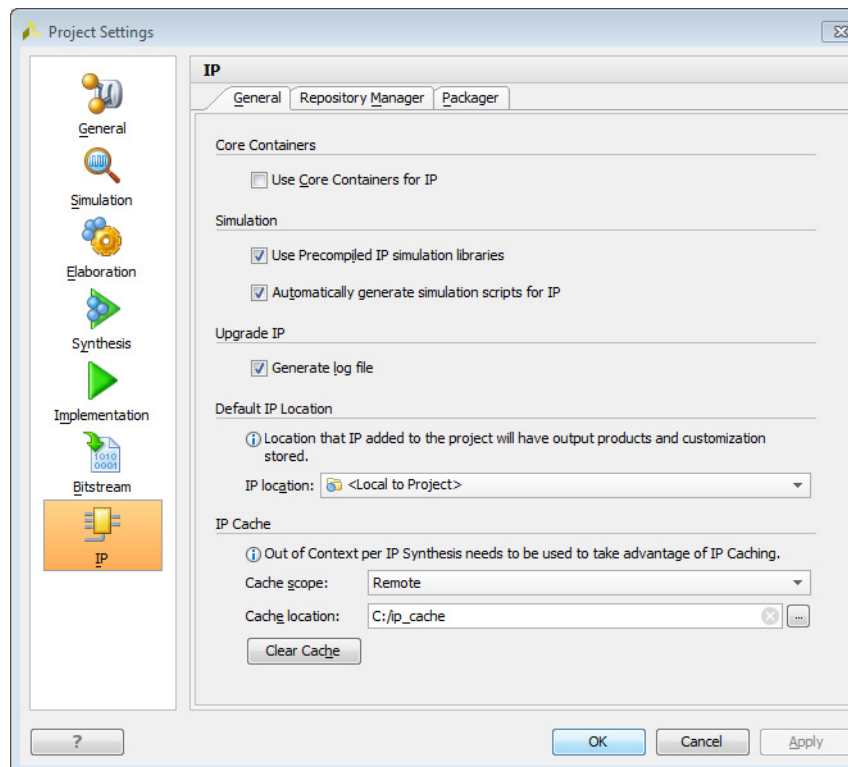 Project Settings
General
Simulation
Elaboration
Synthesis
Implementation
1010
0001
Bitstream
IP
IP
General
Repository Manager
Packager
Core Containers
Use Core Containers for IP
Simulation
Use Precompiled IP simulation libraries
Automatically generate simulation scripts for IP
Upgrade IP
Generate log file
Default IP Location
Location that IP added to the project will have output products and customization
stored.
IP location: <Local to Project>
IP Cache
Out of Context per IP Synthesis needs to be used to take advantage of IP Caching.
Cache scope: Remote
Cache location: C:/ip_cache ...
Clear Cache
? OK Cancel Apply